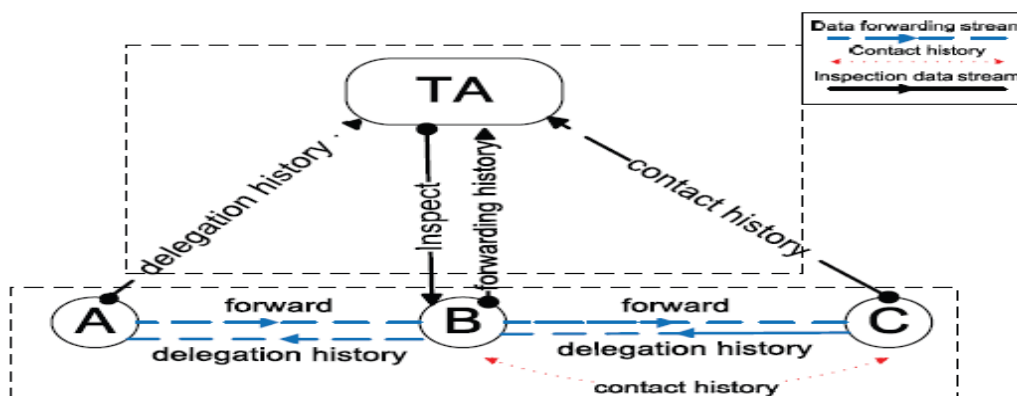 Data forwarding stream
Contact history
Inspection data stream
TA
delegation history
Inspect
forwarding history
contact history
A
forward
B
forward
C
delegation history
delegation history
contact history